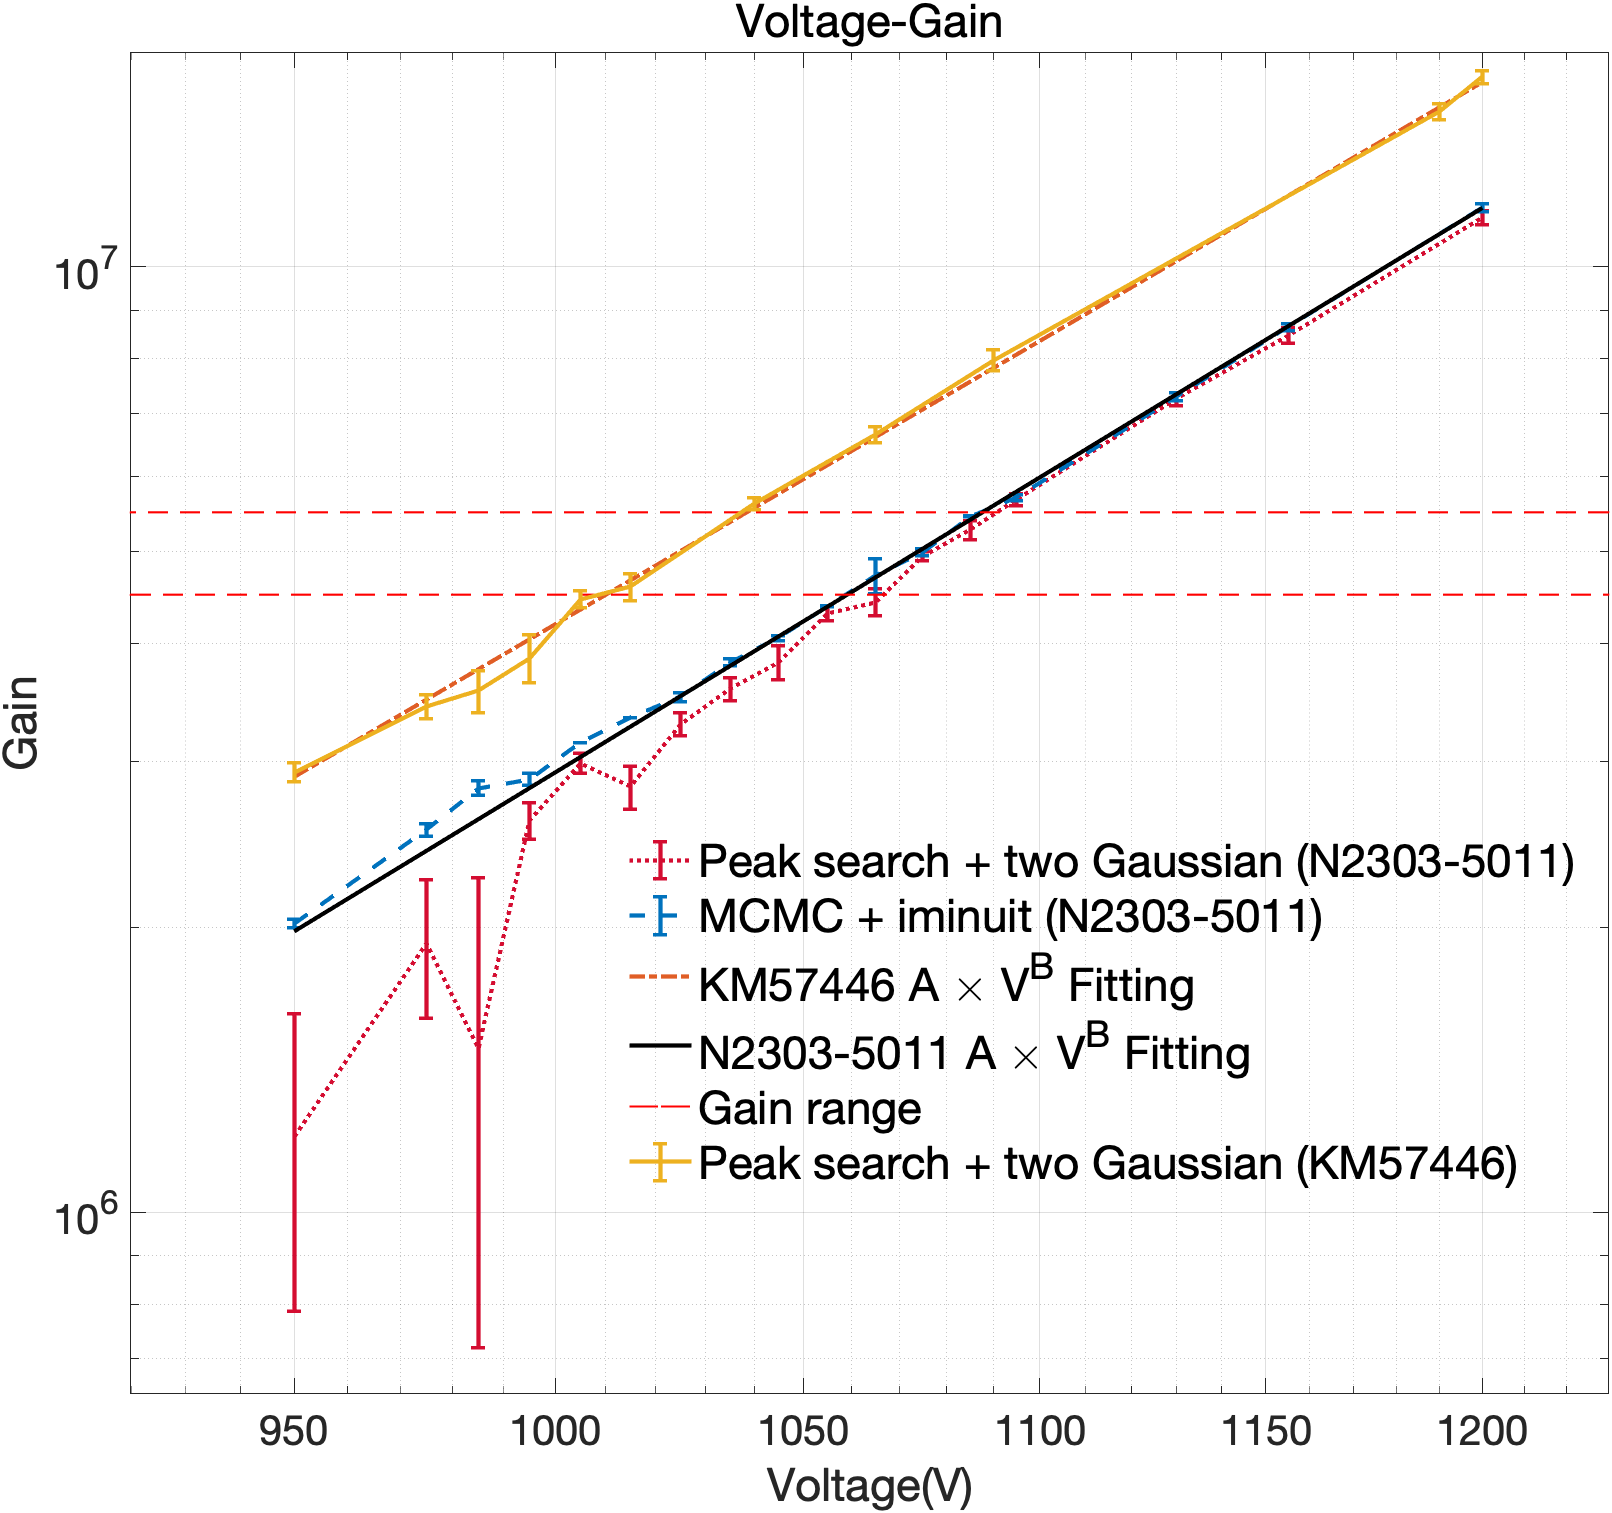 Voltage-Gain
10^7
10^6
Gain
Peak search + two Gaussian (N2303-5011)
MCMC + iminuit (N2303-5011)
KM57446 A × V^B Fitting
N2303-5011 A × V^B Fitting
Gain range
Peak search + two Gaussian (KM57446)
950 1000 1050 1100 1150 1200
Voltage(V)